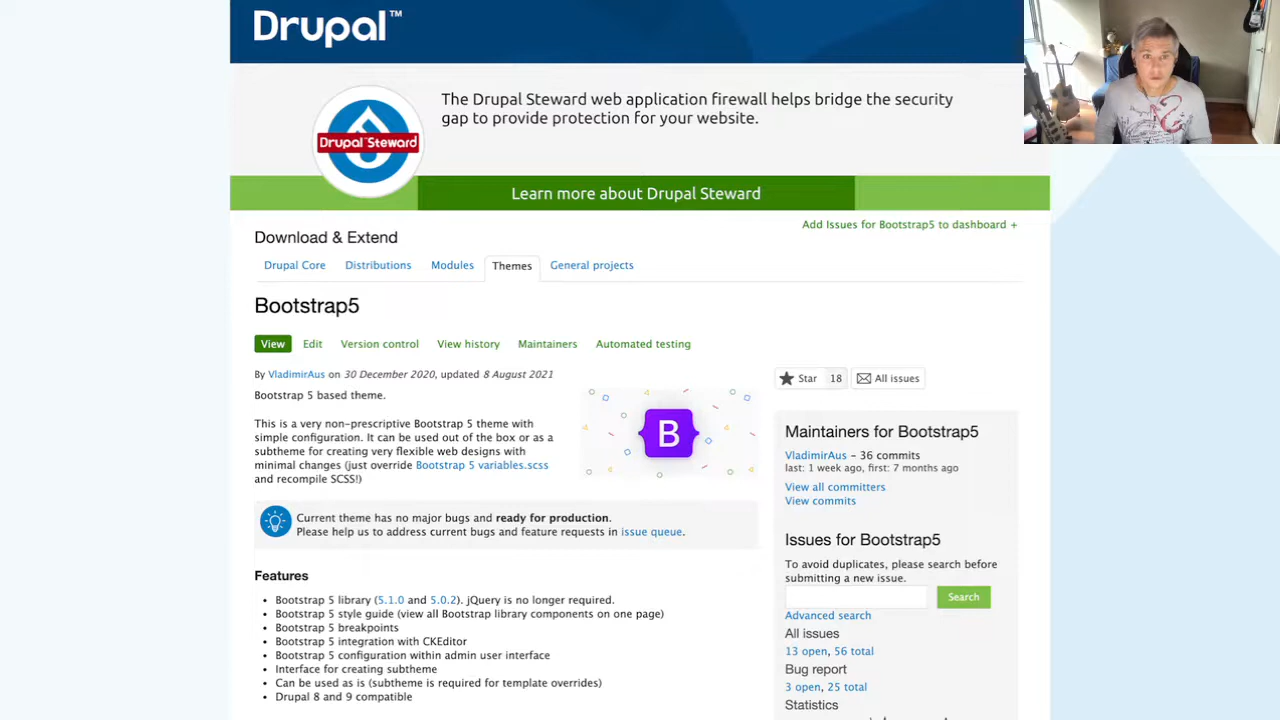 Drupal™
The Drupal Steward web application firewall helps bridge the security
gap to provide protection for your website.
Drupal Steward
Learn more about Drupal Steward
Add Issues for Bootstrap5 to dashboard +
Download & Extend
Drupal Core Distributions Modules Themes General projects
Bootstrap5
View Edit Version control View history Maintainers Automated testing
By VladimirAus on 30 December 2020, updated 8 August 2021
Star 18 All issues
Bootstrap 5 based theme.
This is a very non-prescriptive Bootstrap 5 theme with
simple configuration. It can be used out of the box or as a
subtheme for creating very flexible web designs with
minimal changes (just override Bootstrap 5 variables.scss
and recompile SCSS!)
B
Current theme has no major bugs and ready for production.
Please help us to address current bugs and feature requests in issue queue.
Features
Bootstrap 5 library (5.1.0 and 5.0.2). jQuery is no longer required.
Bootstrap 5 style guide (view all Bootstrap library components on one page)
Bootstrap 5 breakpoints
Bootstrap 5 integration with CKEditor
Bootstrap 5 configuration within admin user interface
Interface for creating subtheme
Can be used as is (subtheme is required for template overrides)
Drupal 8 and 9 compatible
Maintainers for Bootstrap5
VladimirAus – 36 commits
last: 1 week ago, first: 7 months ago
View all committers
View commits
Issues for Bootstrap5
To avoid duplicates, please search before
submitting a new issue.
Search
Advanced search
All issues
13 open, 56 total
Bug report
3 open, 25 total
Statistics